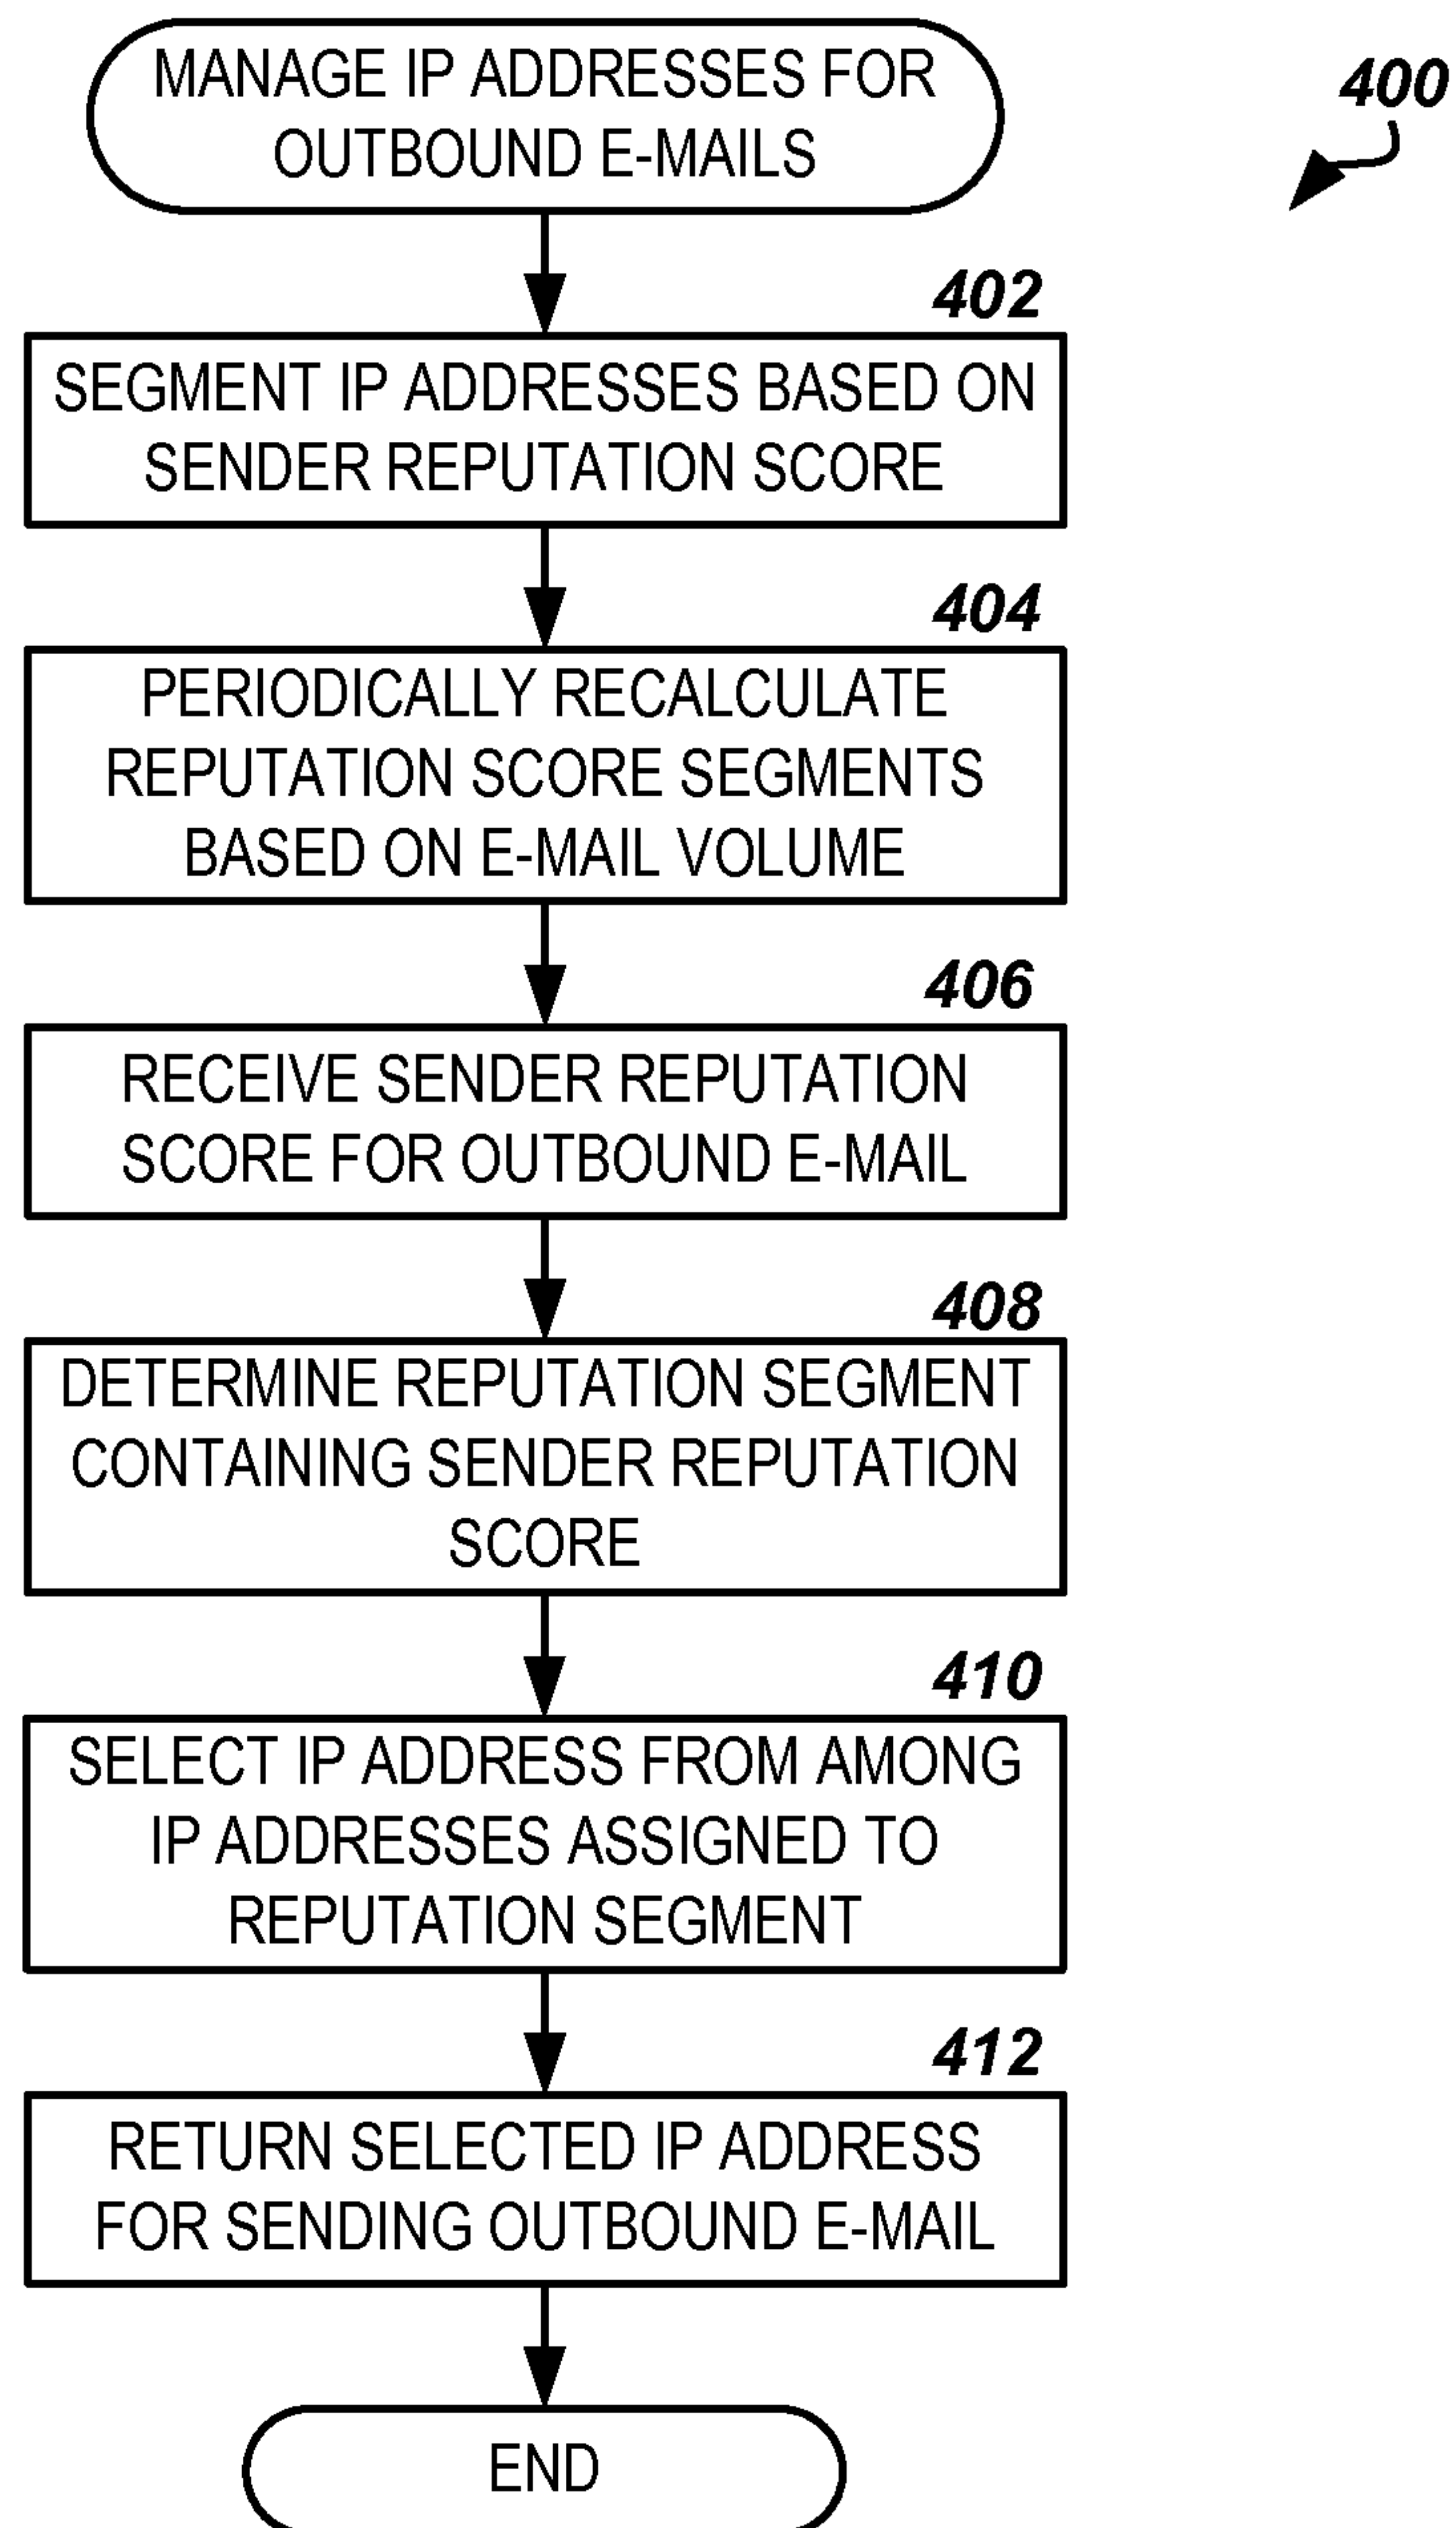 MANAGE IP ADDRESSES FOR
OUTBOUND E-MAILS
400
402
SEGMENT IP ADDRESSES BASED ON
SENDER REPUTATION SCORE
404
PERIODICALLY RECALCULATE
REPUTATION SCORE SEGMENTS
BASED ON E-MAIL VOLUME
406
RECEIVE SENDER REPUTATION
SCORE FOR OUTBOUND E-MAIL
408
DETERMINE REPUTATION SEGMENT
CONTAINING SENDER REPUTATION
SCORE
410
SELECT IP ADDRESS FROM AMONG
IP ADDRESSES ASSIGNED TO
REPUTATION SEGMENT
412
RETURN SELECTED IP ADDRESS
FOR SENDING OUTBOUND E-MAIL
END